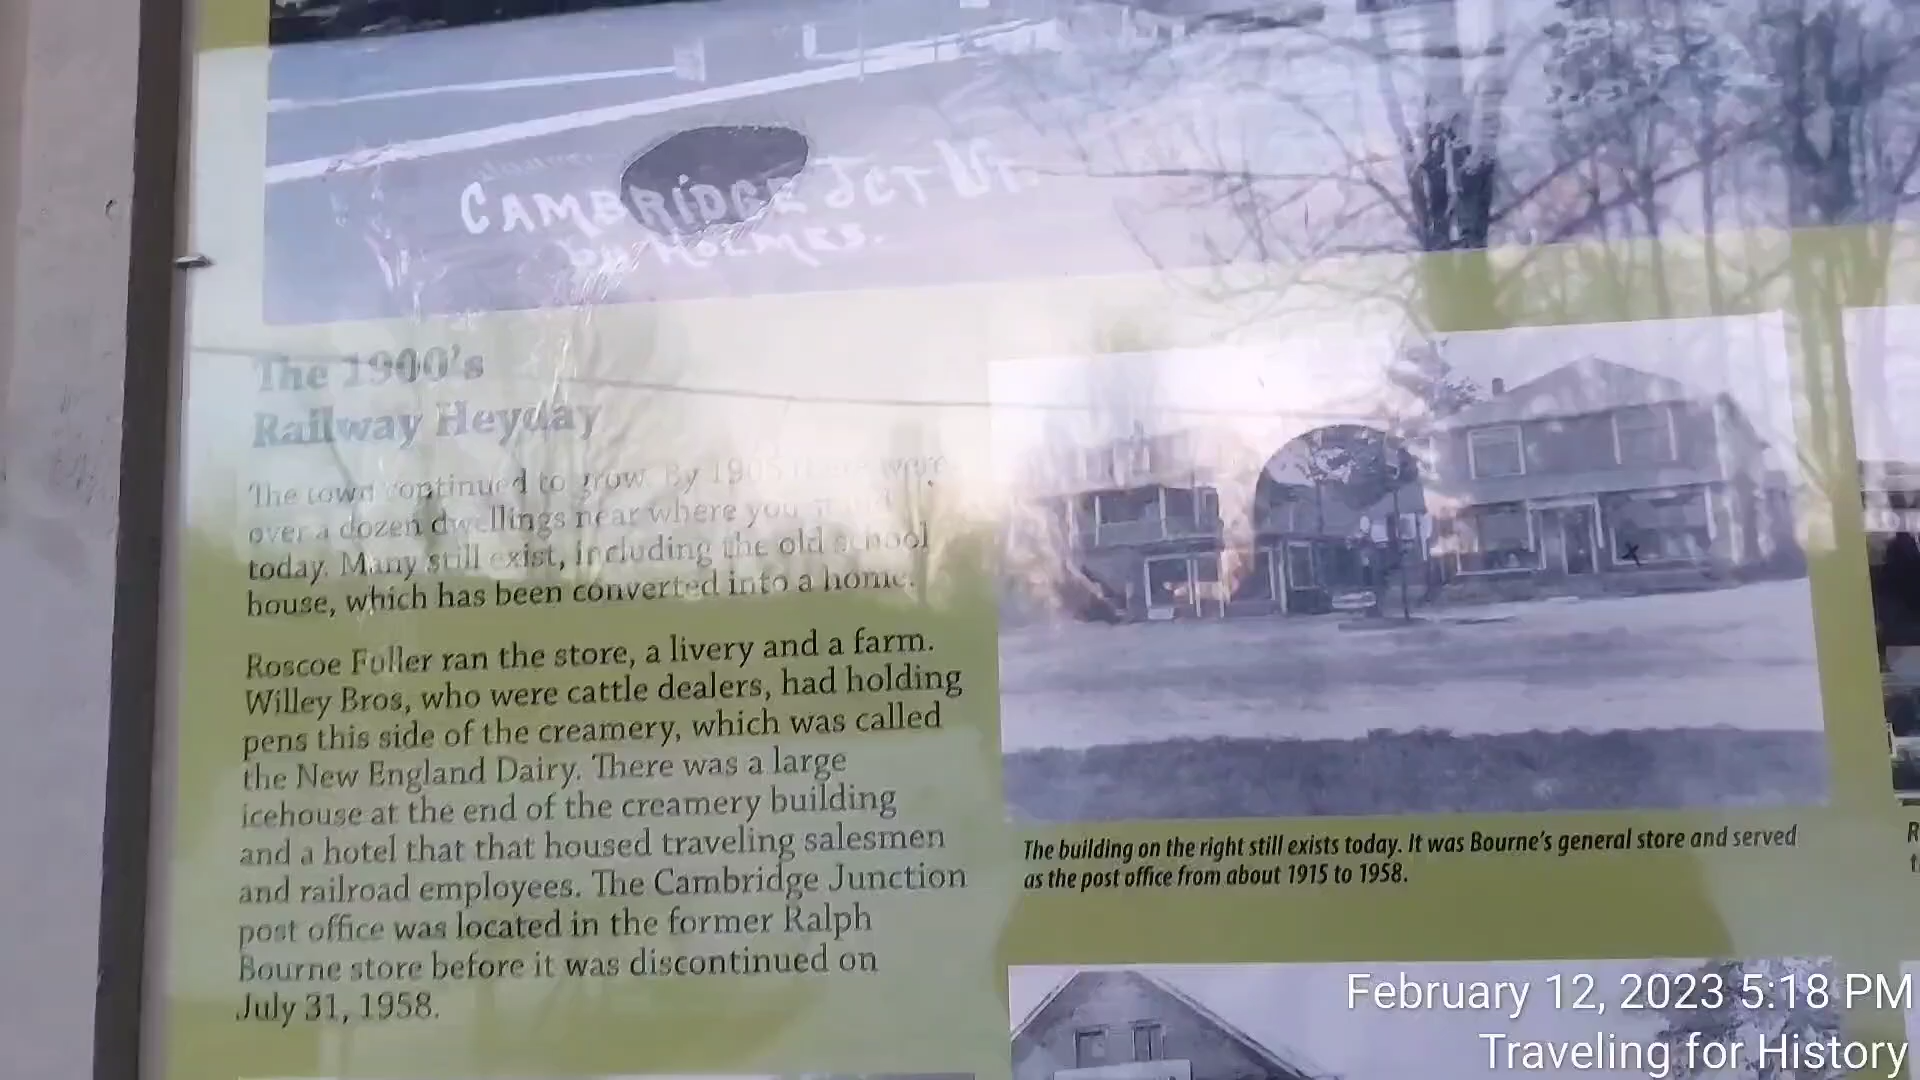 CAMBRIDGE JCT Vt.
by HOLMES.
The 1900's
Railway Heyday
The town continued to grow. By 1905 there were
over a dozen dwellings near where you stand
today. Many still exist, including the old school
house, which has been converted into a home.
Roscoe Fuller ran the store, a livery and a farm.
Willey Bros, who were cattle dealers, had holding
pens this side of the creamery, which was called
the New England Dairy. There was a large
icehouse at the end of the creamery building
and a hotel that that housed traveling salesmen
and railroad employees. The Cambridge Junction
post office was located in the former Ralph
Bourne store before it was discontinued on
July 31, 1958.
The building on the right still exists today. It was Bourne's general store and served
as the post office from about 1915 to 1958.
February 12, 2023 5:18 PM
Traveling for History